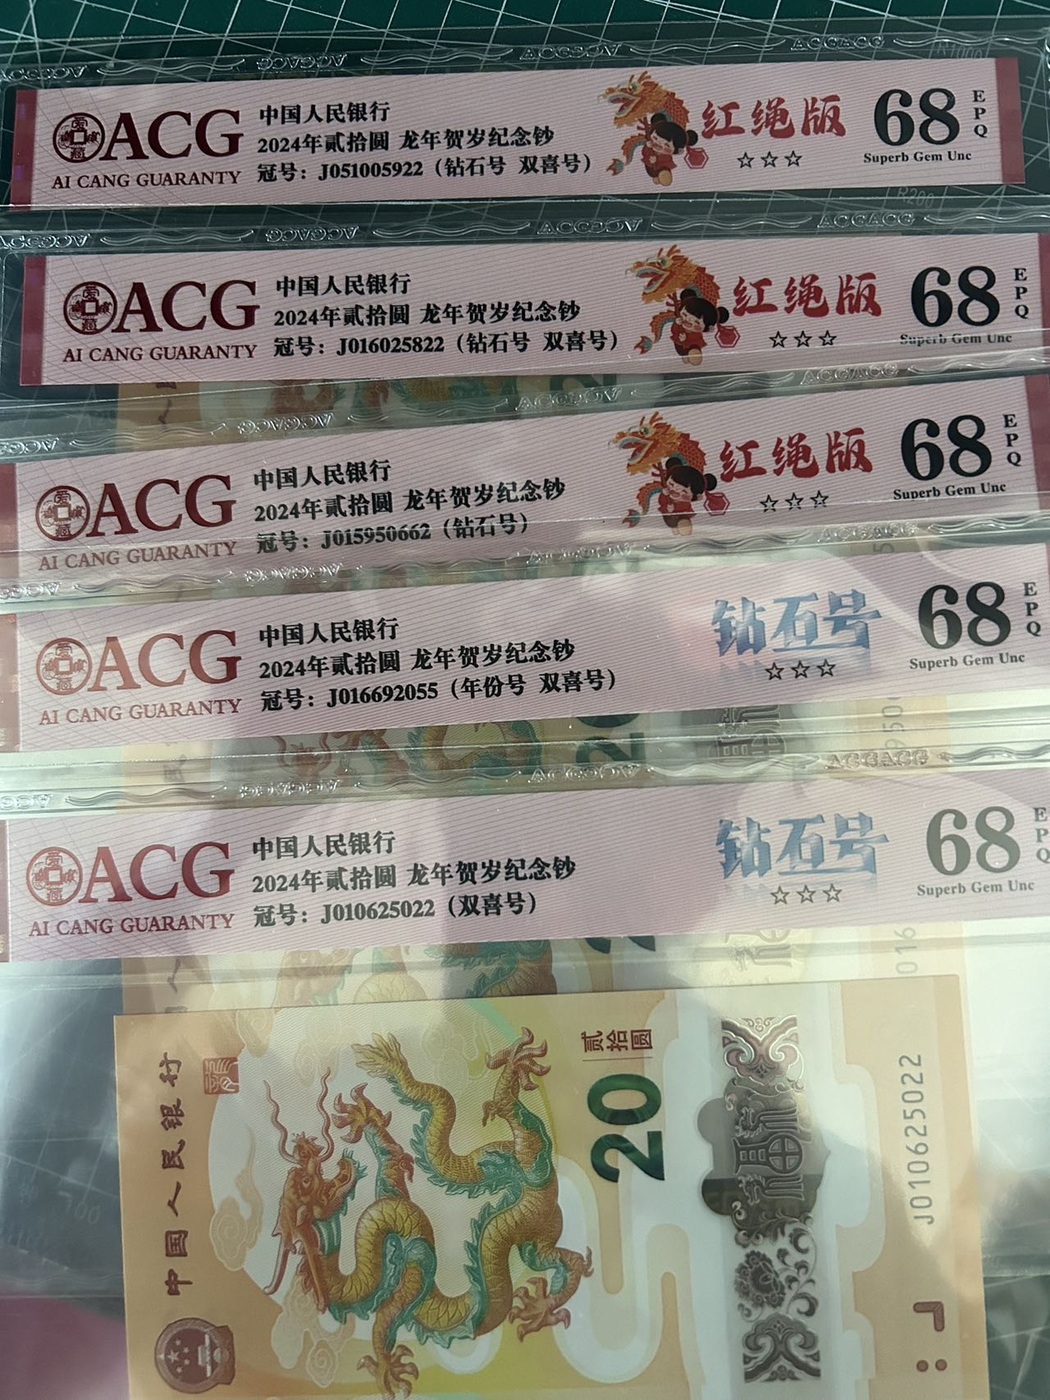 ACG
AI CANG GUARANTY
中国人民银行
2024年贰拾圆 龙年贺岁纪念钞
冠号：J051005922（钻石号 双喜号）
红绳版
☆☆☆
68
EPQ
Superb Gem Unc
ACG
AI CANG GUARANTY
中国人民银行
2024年贰拾圆 龙年贺岁纪念钞
冠号：J016025822（钻石号 双喜号）
红绳版
☆☆☆
68
EPQ
Superb Gem Unc
ACG
AI CANG GUARANTY
中国人民银行
2024年贰拾圆 龙年贺岁纪念钞
冠号：J015950662（钻石号）
红绳版
☆☆☆
68
EPQ
Superb Gem Unc
ACG
AI CANG GUARANTY
中国人民银行
2024年贰拾圆 龙年贺岁纪念钞
冠号：J016692055（年份号 双喜号）
钻石号
☆☆☆
68
EPQ
Superb Gem Unc
ACG
AI CANG GUARANTY
中国人民银行
2024年贰拾圆 龙年贺岁纪念钞
冠号：J010625022（双喜号）
钻石号
☆☆☆
68
EPQ
Superb Gem Unc
中国人民银行
贰拾圆
20
福
J010625022